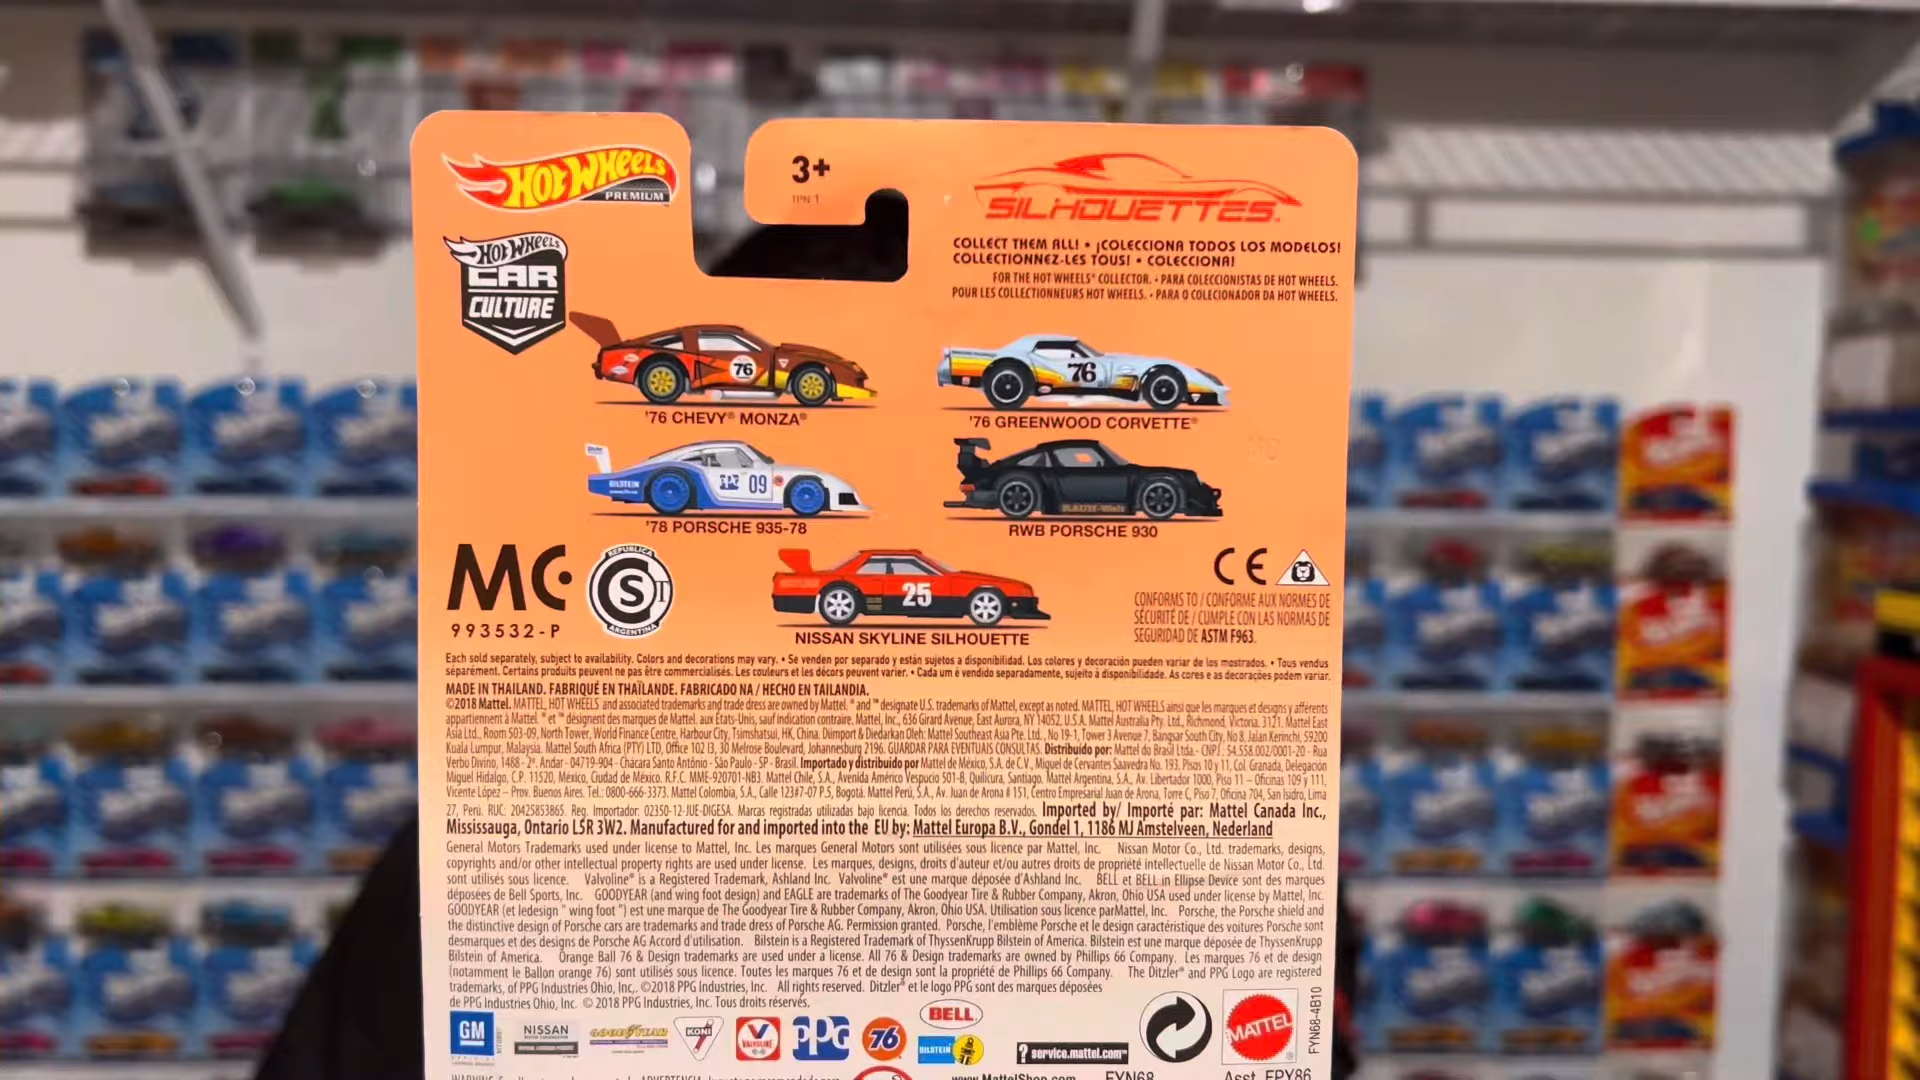 HOT WHEELS
PREMIUM
3+
TPN 1
SILHOUETTES
HOT WHEELS
CAR
CULTURE
COLLECT THEM ALL! • ¡COLECCIONA TODOS LOS MODELOS!
COLLECTIONNEZ-LES TOUS! • COLECIONA!
FOR THE HOT WHEELS® COLLECTOR. • PARA COLECCIONISTAS DE HOT WHEELS.
POUR LES COLLECTIONNEURS HOT WHEELS. • PARA O COLECIONADOR DA HOT WHEELS.
76
76
'76 CHEVY® MONZA®
'76 GREENWOOD CORVETTE®
BILSTEIN
PPG 09
'78 PORSCHE 935-78
RWB PORSCHE 930
25
NISSAN SKYLINE SILHOUETTE
993532-P
REPUBLICA
S
ARGENTINA
CE
CONFORMS TO / CONFORME AUX NORMES DE
SÉCURITÉ DE / CUMPLE CON LAS NORMAS DE
SEGURIDAD DE ASTM F963.
Each sold separately, subject to availability. Colors and decorations may vary. • Se venden por separado y están sujetos a disponibilidad. Los colores y decoración pueden variar de los mostrados. • Tous vendus
séparément. Certains produits peuvent ne pas être commercialisés. Les couleurs et les décors peuvent varier. • Cada um é vendido separadamente, sujeito à disponibilidade. As cores e as decorações podem variar.
MADE IN THAILAND. FABRIQUÉ EN THAÏLANDE. FABRICADO NA / HECHO EN TAILANDIA.
©2018 Mattel. MATTEL, HOT WHEELS and associated trademarks and trade dress are owned by Mattel. ® and ™ designate U.S. trademarks of Mattel, except as noted. MATTEL, HOT WHEELS ainsi que les marques et designs y afférents
appartiennent à Mattel. ® et ™ désignent des marques de Mattel aux États-Unis, sauf indication contraire. Mattel, Inc., 636 Girard Avenue, East Aurora, NY 14052, U.S.A. Mattel Australia Pty. Ltd., Richmond, Victoria. 3121. Mattel East
Asia Ltd., Room 503-09, North Tower, World Finance Centre, Harbour City, Tsimshatsui, HK, China. Diimport & Diedarkan Oleh: Mattel Southeast Asia Pte. Ltd., No 19-1, Tower 3 Avenue 7, Bangsar South City, No 8, Jalan Kerinchi, 59200
Kuala Lumpur, Malaysia. Mattel South Africa (PTY) LTD, Office 102 I3, 30 Melrose Boulevard, Johannesburg 2196. GUARDAR PARA EVENTUAIS CONSULTAS. Distribuido por: Mattel do Brasil Ltda.- CNPJ: 54.558.002/0001-20 - Rua
Verbo Divino, 1488 - 2º. Andar - 04719-904 - Chácara Santo Antônio - São Paulo - SP - Brasil. Importado y distribuido por Mattel de México, S.A. de C.V., Miguel de Cervantes Saavedra No. 193, Pisos 10 y 11, Col. Granada, Delegación
Miguel Hidalgo, C.P. 11520, México, Ciudad de México. R.F.C. MME-920701-NB3. Mattel Chile, S.A., Avenida Américo Vespucio 501-B, Quilicura, Santiago. Mattel Argentina, S.A., Av. Libertador 1000, Piso 11 – Oficinas 109 y 111,
Vicente López – Prov. Buenos Aires. Tel.: 0800-666-3373. Mattel Colombia, S.A., Calle 123#7-07 P.5, Bogotá. Mattel Perú, S.A., Av. Juan de Arona # 151, Centro Empresarial Juan de Arona, Torre C, Piso 7, Oficina 704, San Isidro, Lima
27, Perú. RUC: 20425853865. Reg. Importador: 02350-12-JUE-DIGESA. Marcas registradas utilizadas bajo licencia. Todos los derechos reservados. Imported by/ Importé par: Mattel Canada Inc.,
Mississauga, Ontario L5R 3W2. Manufactured for and imported into the EU by: Mattel Europa B.V., Gondel 1, 1186 MJ Amstelveen, Nederland
General Motors Trademarks used under license to Mattel, Inc. Les marques General Motors sont utilisées sous licence par Mattel, Inc. Nissan Motor Co., Ltd. trademarks, designs,
copyrights and/or other intellectual property rights are used under license. Les marques, designs, droits d'auteur et/ou autres droits de propriété intellectuelle de Nissan Motor Co., Ltd.
sont utilisés sous licence. Valvoline® is a Registered Trademark, Ashland Inc. Valvoline® est une marque déposée d'Ashland Inc. BELL et BELL in Ellipse Device sont des marques
déposées de Bell Sports, Inc. GOODYEAR (and wing foot design) and EAGLE are trademarks of The Goodyear Tire & Rubber Company, Akron, Ohio USA used under license by Mattel, Inc.
GOODYEAR (et ledesign " wing foot ") est une marque de The Goodyear Tire & Rubber Company, Akron, Ohio USA. Utilisation sous licence parMattel, Inc. Porsche, the Porsche shield and
the distinctive design of Porsche cars are trademarks and trade dress of Porsche AG. Permission granted. Porsche, l'emblème Porsche et le design caractéristique des voitures Porsche sont
desmarques et des designs de Porsche AG Accord d'utilisation. Bilstein is a Registered Trademark of ThyssenKrupp Bilstein of America. Bilstein est une marque déposée de ThyssenKrupp
Bilstein of America. Orange Ball 76 & Design trademarks are used under a license. All 76 & Design trademarks are owned by Phillips 66 Company. Les marques 76 et de design
(notamment le Ballon orange 76) sont utilisés sous licence. Toutes les marques 76 et de design sont la propriété de Phillips 66 Company. The Ditzler® and PPG Logo are registered
trademarks, of PPG Industries Ohio, Inc,. ©2018 PPG Industries, Inc. All rights reserved. Ditzler® et le logo PPG sont des marques déposées
de PPG Industries Ohio, Inc. © 2018 PPG Industries, Inc. Tous droits réservés.
GM
NISSAN
GOODYEAR
KONI
VALVOLINE
PPG
76
BELL
BILSTEIN
? service.mattel.com™
MATTEL
FYN68-4B10
www.MattelShop.com
FYN68
Asst. FPY86